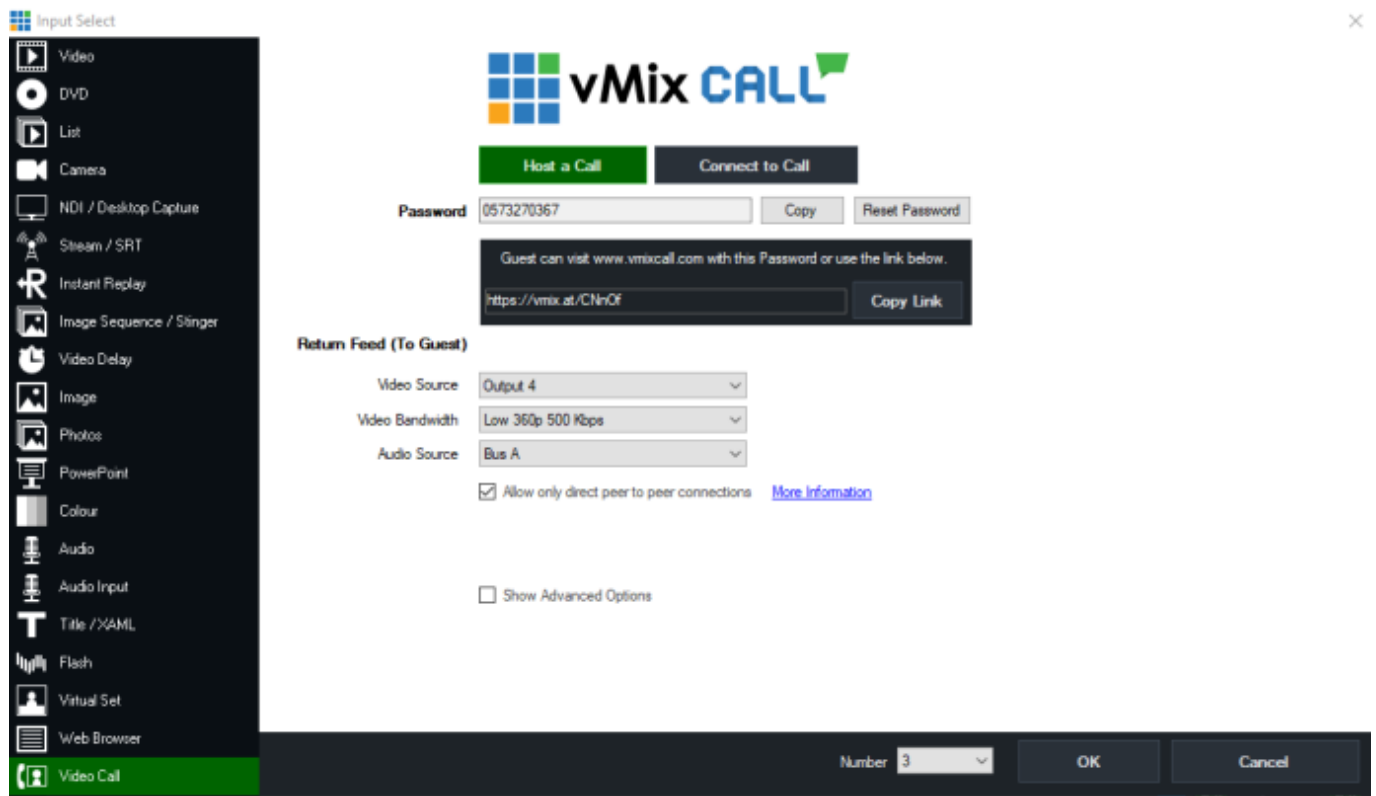 Input Select
Video
DVD
List
Camera
NDI / Desktop Capture
Stream / SRT
Instant Replay
Image Sequence / Stinger
Video Delay
Image
Photos
PowerPoint
Colour
Audio
Audio Input
Title / XAML
Flash
Virtual Set
Web Browser
Video Call
vMix CALL
Host a Call Connect to Call
Password 0573270367 Copy Reset Password
Guest can visit www.vmixcall.com with this Password or use the link below.
https://vmix.at/CNnOf Copy Link
Return Feed (To Guest)
Video Source Output 4
Video Bandwidth Low 360p 500 Kbps
Audio Source Bus A
Allow only direct peer to peer connections More Information
Show Advanced Options
Number 3 OK Cancel